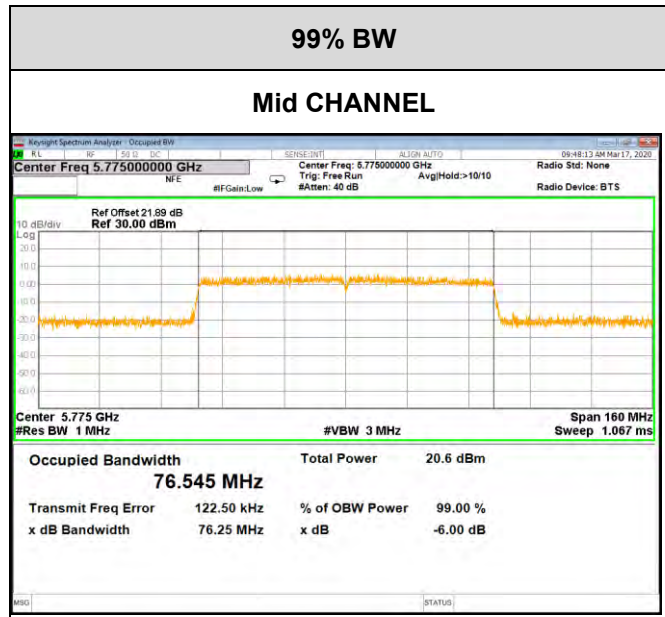 99% BW
Mid CHANNEL
Keysight Spectrum Analyzer - Occupied BW
RL RF 50 Ω DC SENSE:INT ALIGN AUTO 09:48:13 AM Mar 17, 2020
Center Freq 5.775000000 GHz Center Freq: 5.775000000 GHz Radio Std: None
NFE Trig: Free Run Avg|Hold:>10/10
#IFGain:Low #Atten: 40 dB Radio Device: BTS
Ref Offset 21.89 dB
10 dB/div Ref 30.00 dBm
Log
20.0
10.0
0.00
-10.0
-20.0
-30.0
-40.0
-50.0
-60.0
Center 5.775 GHz Span 160 MHz
#Res BW 1 MHz #VBW 3 MHz Sweep 1.067 ms
Occupied Bandwidth Total Power 20.6 dBm
76.545 MHz
Transmit Freq Error 122.50 kHz % of OBW Power 99.00 %
x dB Bandwidth 76.25 MHz x dB -6.00 dB
MSG STATUS